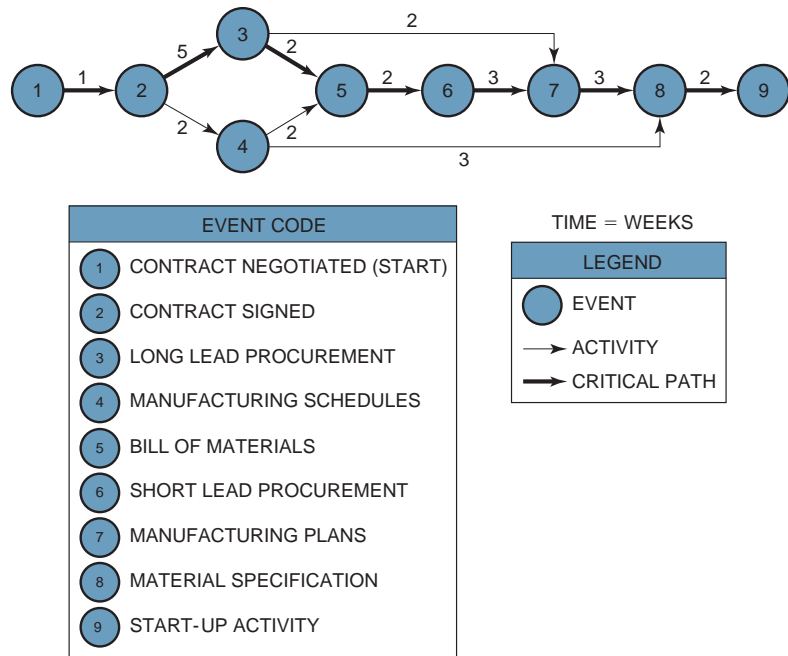 3
2
5
2
1
1
2
5
2
6
3
7
3
8
2
9
2
4
2
3
EVENT CODE
1 CONTRACT NEGOTIATED (START)
2 CONTRACT SIGNED
3 LONG LEAD PROCUREMENT
4 MANUFACTURING SCHEDULES
5 BILL OF MATERIALS
6 SHORT LEAD PROCUREMENT
7 MANUFACTURING PLANS
8 MATERIAL SPECIFICATION
9 START-UP ACTIVITY
TIME = WEEKS
LEGEND
EVENT
ACTIVITY
CRITICAL PATH